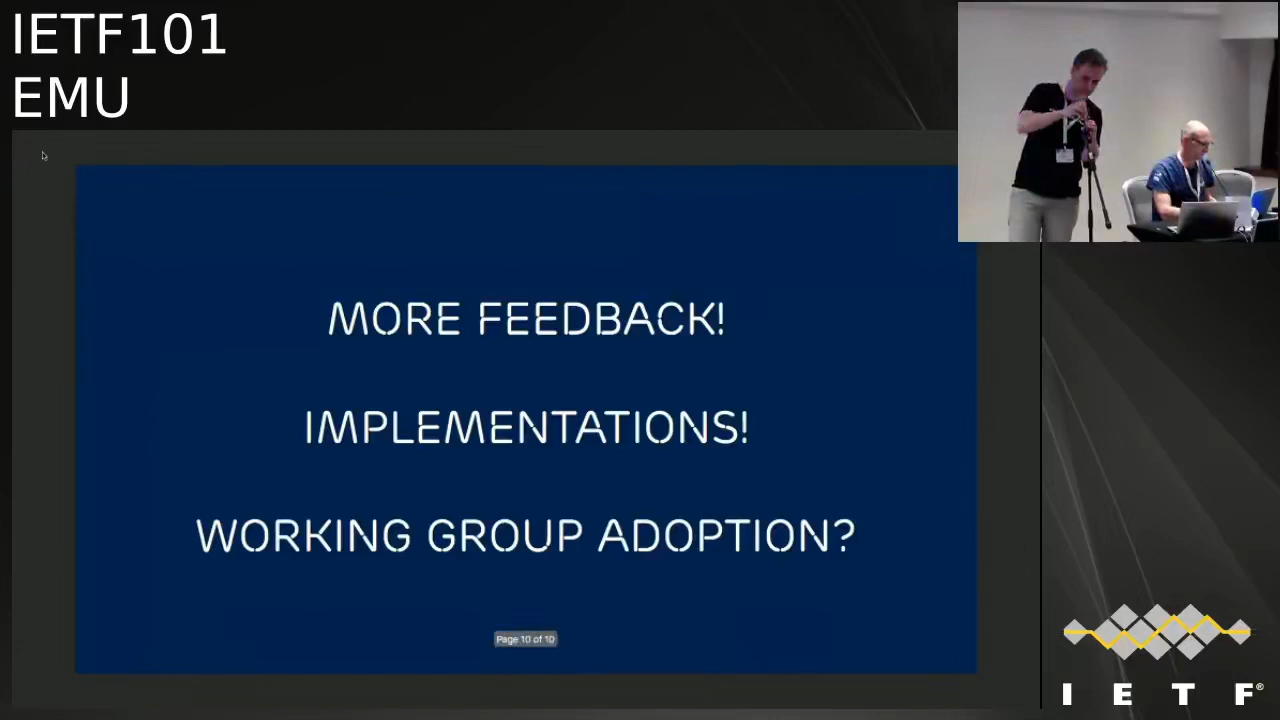 IETF101
EMU
MORE FEEDBACK!
IMPLEMENTATIONS!
WORKING GROUP ADOPTION?
Page 10 of 10
I E T F®